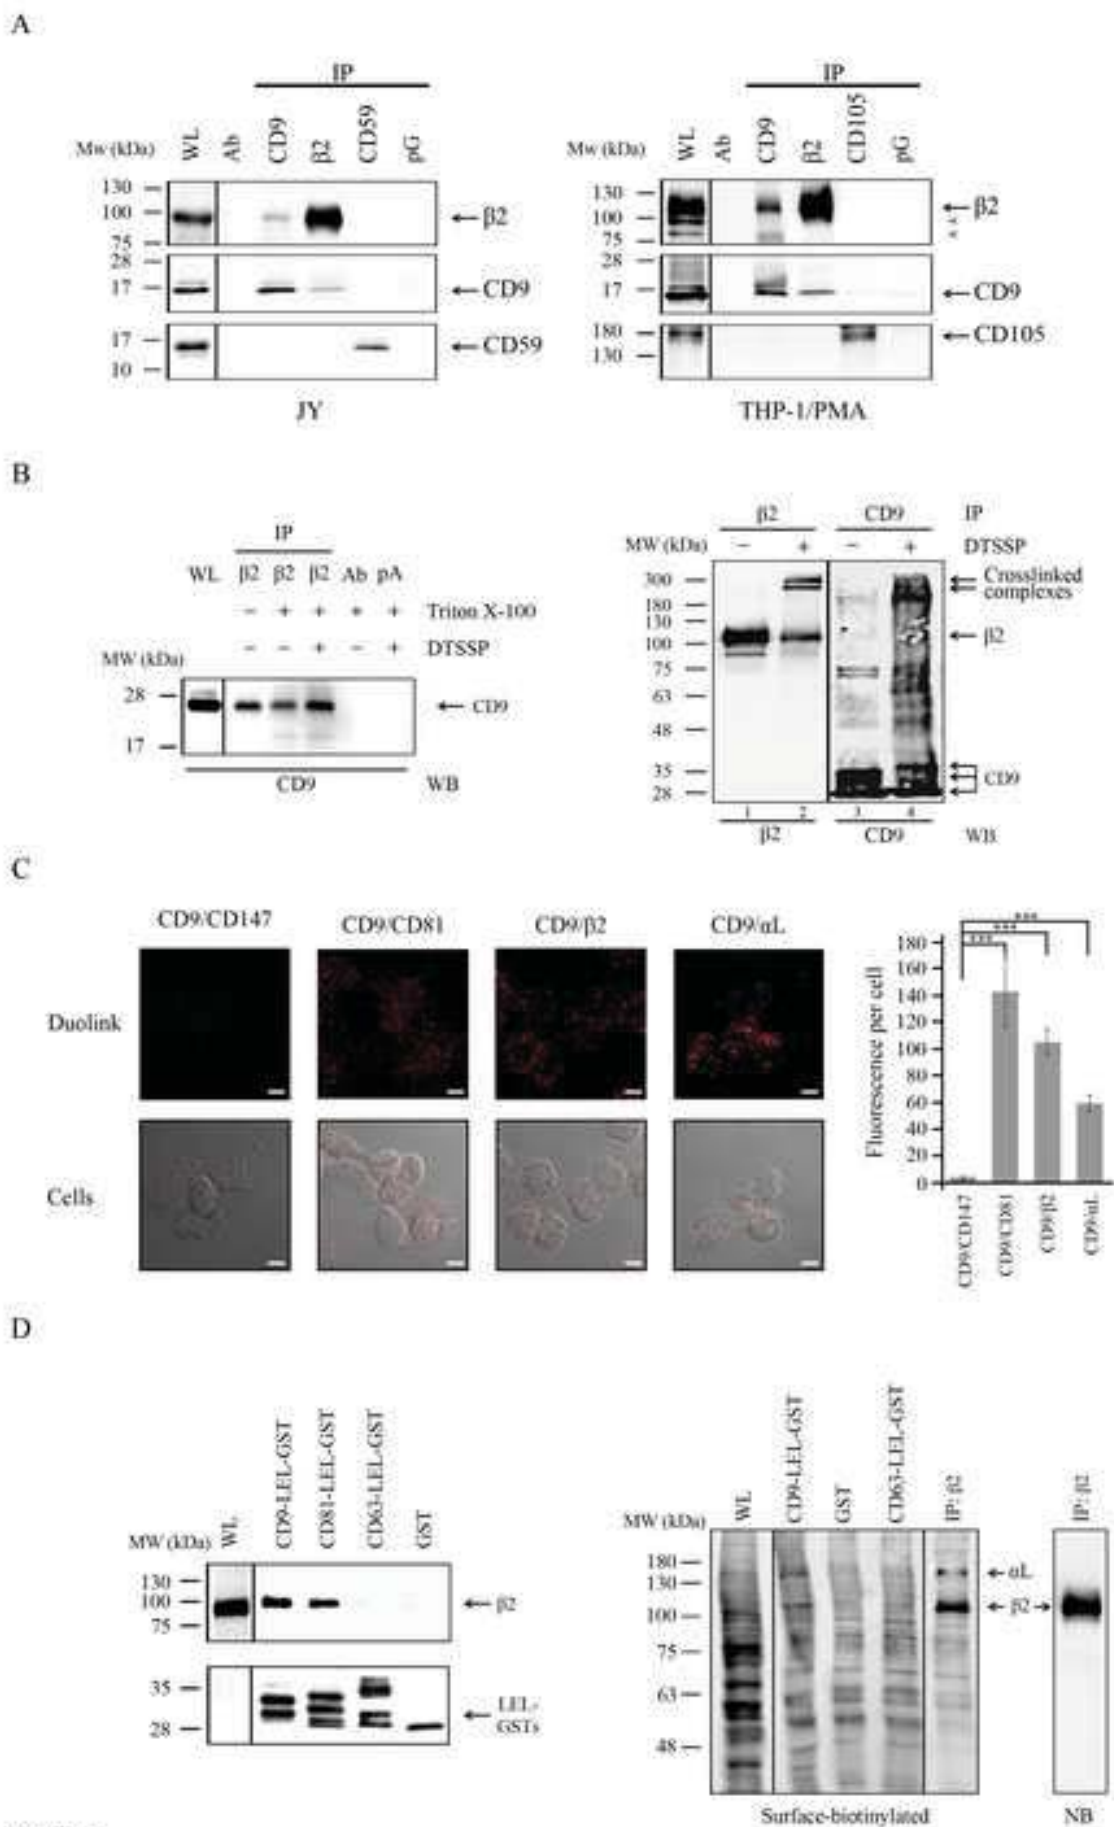 A
IP
Mw (kDa) WL Ab CD9 β2 CD59 pG
130
100
75
← β2
28
17
← CD9
17
10
← CD59
JY
IP
Mw (kDa) WL Ab CD9 β2 CD105 pG
130
100
75
← β2
28
17
← CD9
180
130
← CD105
THP-1/PMA
B
IP
WL β2 β2 β2 Ab pA
– + + + + Triton X-100
– – + – + DTSSP
MW (kDa)
28
17
← CD9
CD9 WB
β2 CD9 IP
MW (kDa) – + – + DTSSP
300
180
130
100
75
63
48
35
28
Crosslinked
complexes
← β2
CD9
1 2 3 4
β2 CD9 WB
C
CD9/CD147 CD9/CD81 CD9/β2 CD9/αL
Duolink
Cells
Fluorescence per cell
180
160
140
120
100
80
60
40
20
0
***
***
***
CD9/CD147
CD9/CD81
CD9/β2
CD9/αL
D
MW (kDa) WL CD9-LEL-GST CD81-LEL-GST CD63-LEL-GST GST
130
100
75
← β2
35
28
← LEL-
GSTs
MW (kDa) WL CD9-LEL-GST GST CD63-LEL-GST IP: β2 IP: β2
180
130
100
75
63
48
← αL
← β2 →
Surface-biotinylated NB